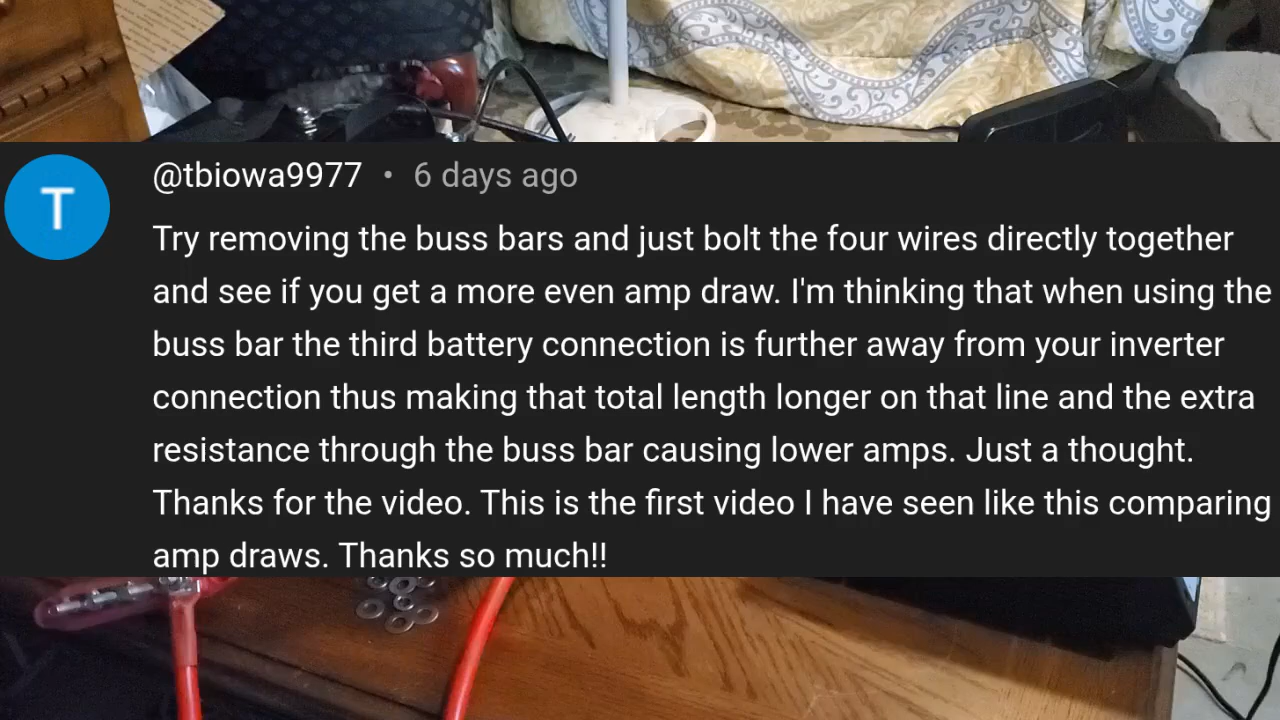 T
@tbiowa9977 • 6 days ago
Try removing the buss bars and just bolt the four wires directly together
and see if you get a more even amp draw. I'm thinking that when using the
buss bar the third battery connection is further away from your inverter
connection thus making that total length longer on that line and the extra
resistance through the buss bar causing lower amps. Just a thought.
Thanks for the video. This is the first video I have seen like this comparing
amp draws. Thanks so much!!